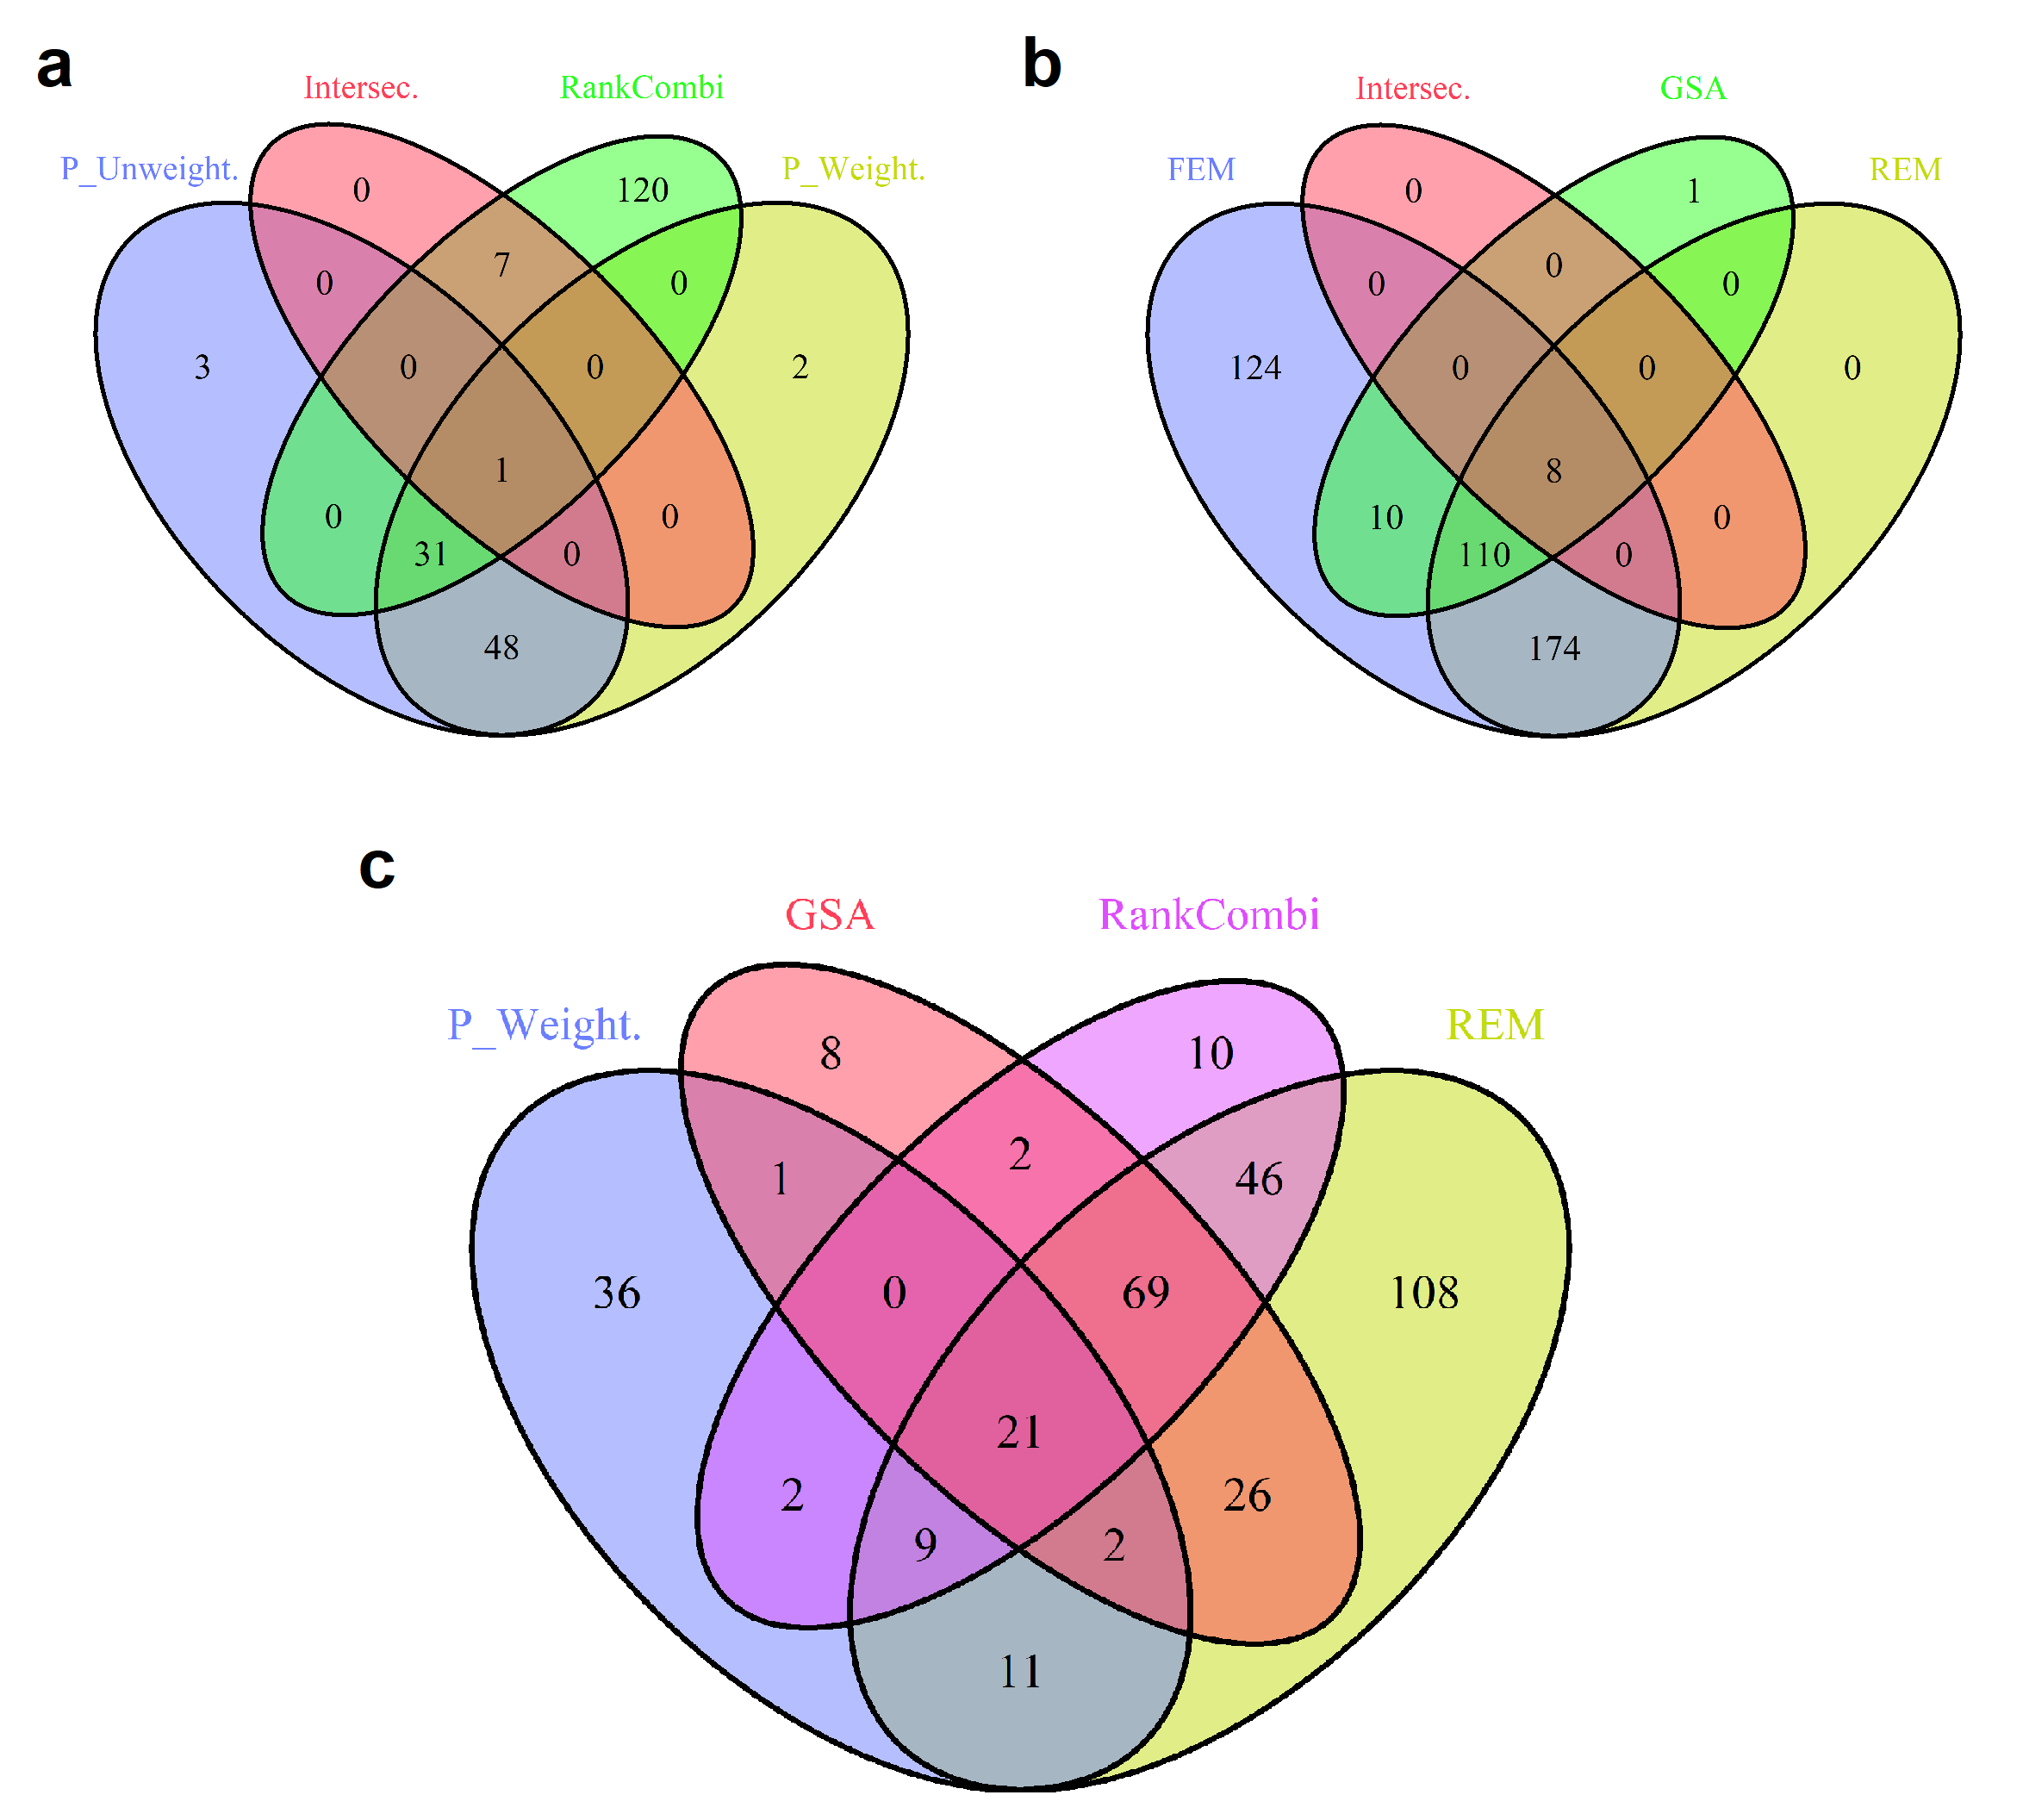 a
Intersec. RankCombi
P_Unweight. P_Weight.
0 120
7
0 0
3 0 0 2
1
0 0
31 0
48
b
Intersec. GSA
FEM REM
0 1
0
0 0
124 0 0 0
8
10 0
110 0
174
c
GSA RankCombi
P_Weight. REM
8 10
2
1 46
36 0 69 108
21
2 26
9 2
11